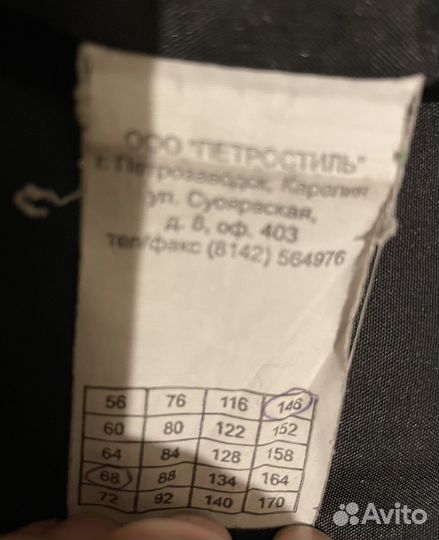 ООО "ПЕТРОСТИЛЬ"
г. Петрозаводск, Карелия
ул. Суоярвская,
д. 8, оф. 403
тел/факс (8142) 564976
56 76 116 146
60 80 122 152
64 84 128 158
68 88 134 164
72 92 140 170
Avito